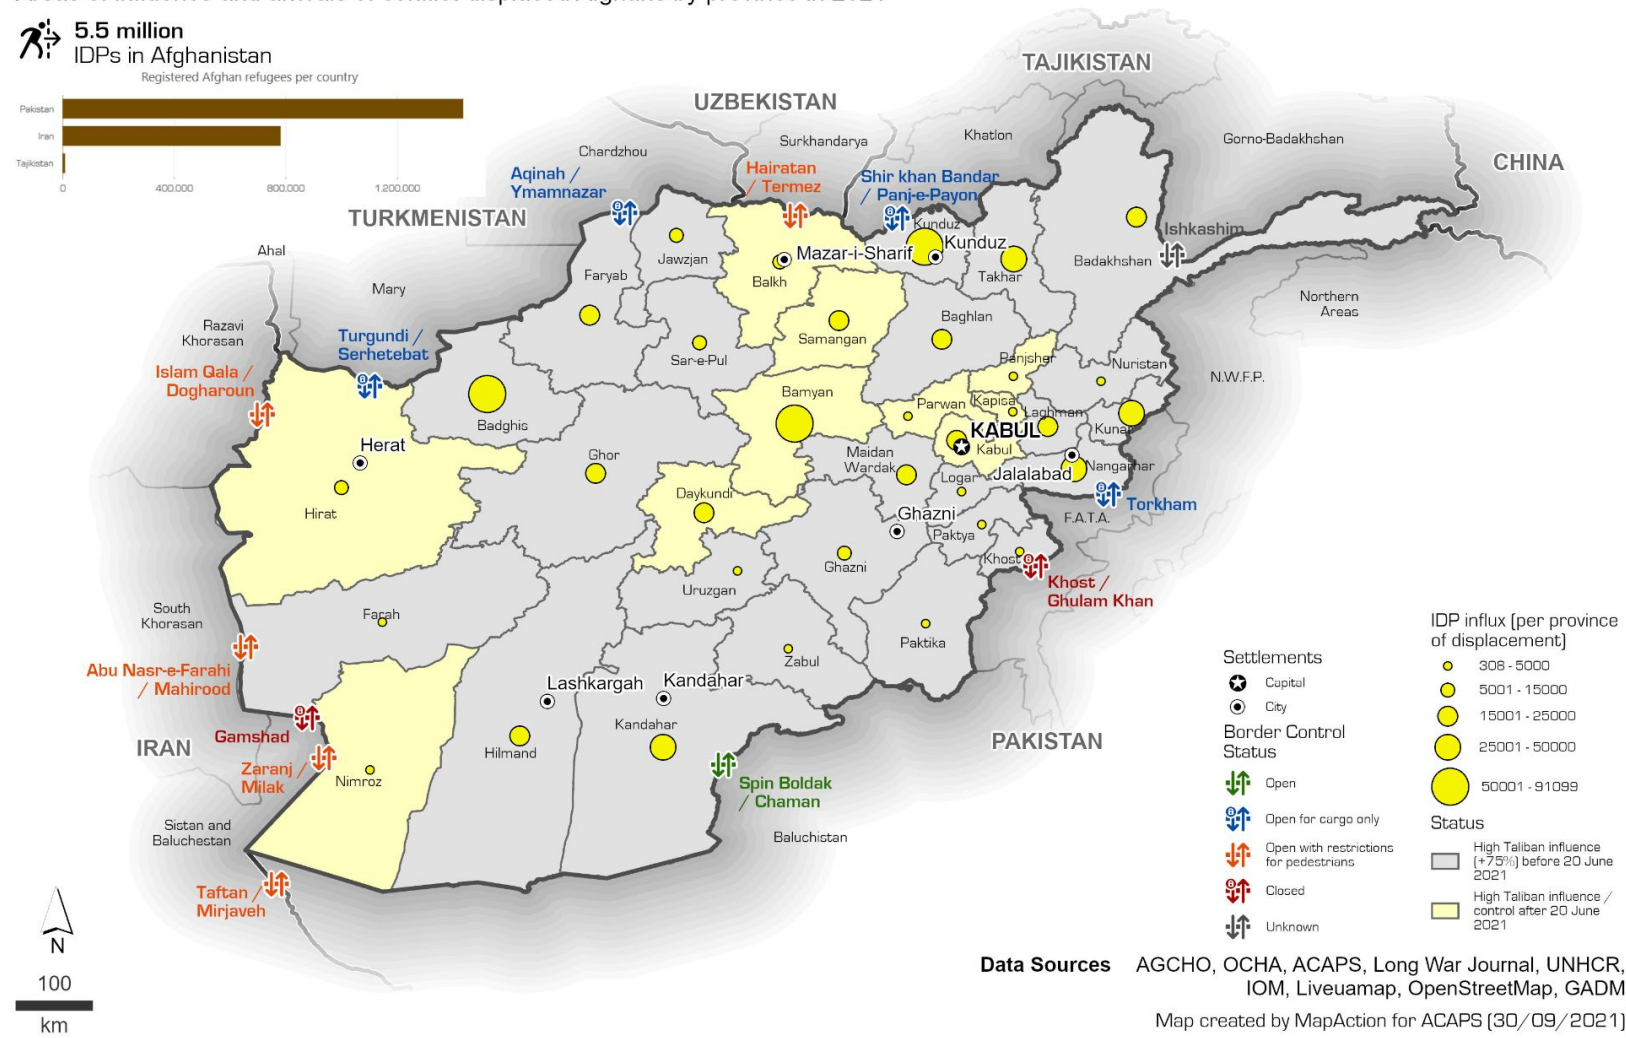 5.5 million
IDPs in Afghanistan
Registered Afghan refugees per country
Pakistan
Iran
Tajikistan
0
400.000
800.000
1.200.000
TAJIKISTAN
UZBEKISTAN
Surkhandarya
Khatlon
Gorno-Badakhshan
CHINA
Chardzhou
Aqinah /
Ymamnazar
Hairatan
/ Termez
Shir khan Bandar
/ Panj-e-Payon
TURKMENISTAN
Ishkashim
Kunduz
Kunduz
Mazar-i-Sharif
Jawzjan
Faryab
Balkh
Takhar
Badakhshan
Ahal
Mary
Northern
Areas
Razavi
Khorasan
Turgundi /
Serhetebat
Baghlan
Samangan
Sar-e-Pul
Panjsher
Nuristan
N.W.F.P.
Islam Qala /
Dogharoun
Badghis
Bamyan
Parwan
Kapisa
Laghman
Kunar
KABUL
Kabul
Herat
Ghor
Maidan
Wardak
Logar
Jalalabad
Nangarhar
Torkham
Hirat
Daykundi
Ghazni
F.A.T.A.
Paktya
Khost
Ghazni
Uruzgan
Khost /
Ghulam Khan
South
Khorasan
Farah
Paktika
Zabul
Abu Nasr-e-Farahi
/ Mahirood
Lashkargah
Kandahar
Gamshad
IRAN
Kandahar
Hilmand
PAKISTAN
Zaranj /
Milak
Nimroz
Spin Boldak
/ Chaman
Sistan and
Baluchestan
Baluchistan
Taftan /
Mirjaveh
Settlements
Capital
City
Border Control
Status
Open
Open for cargo only
Open with restrictions
for pedestrians
Closed
Unknown
IDP influx (per province
of displacement)
308 - 5000
5001 - 15000
15001 - 25000
25001 - 50000
50001 - 91099
Status
High Taliban influence
(+75%) before 20 June
2021
High Taliban influence /
control after 20 June
2021
N
100
km
Data Sources AGCHO, OCHA, ACAPS, Long War Journal, UNHCR,
IOM, Liveuamap, OpenStreetMap, GADM
Map created by MapAction for ACAPS (30/09/2021)